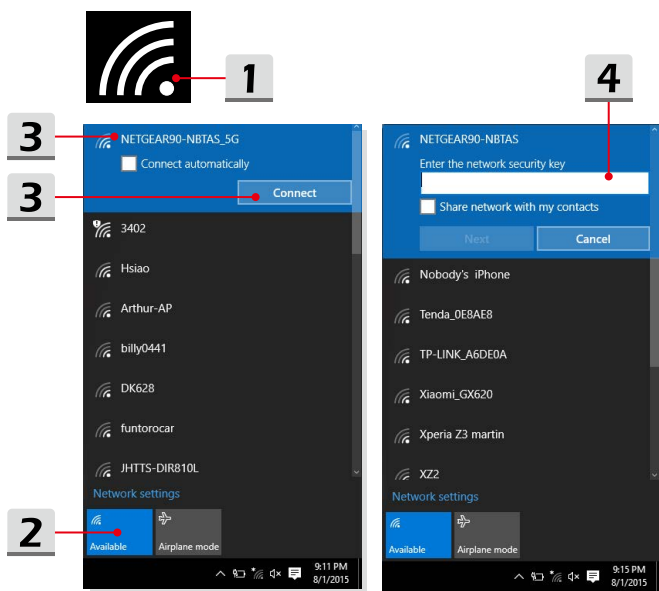 1
4
3
NETGEAR90-NBTAS_5G
Connect automatically
3
Connect
3402
Hsiao
Arthur-AP
billy0441
DK628
funtorocar
JHTTS-DIR810L
Network settings
2
Available
Airplane mode
9:11 PM
8/1/2015
NETGEAR90-NBTAS
Enter the network security key
Share network with my contacts
Next
Cancel
Nobody's iPhone
Tenda_0E8AE8
TP-LINK_A6DE0A
Xiaomi_GX620
Xperia Z3 martin
XZ2
Network settings
Available
Airplane mode
9:15 PM
8/1/2015